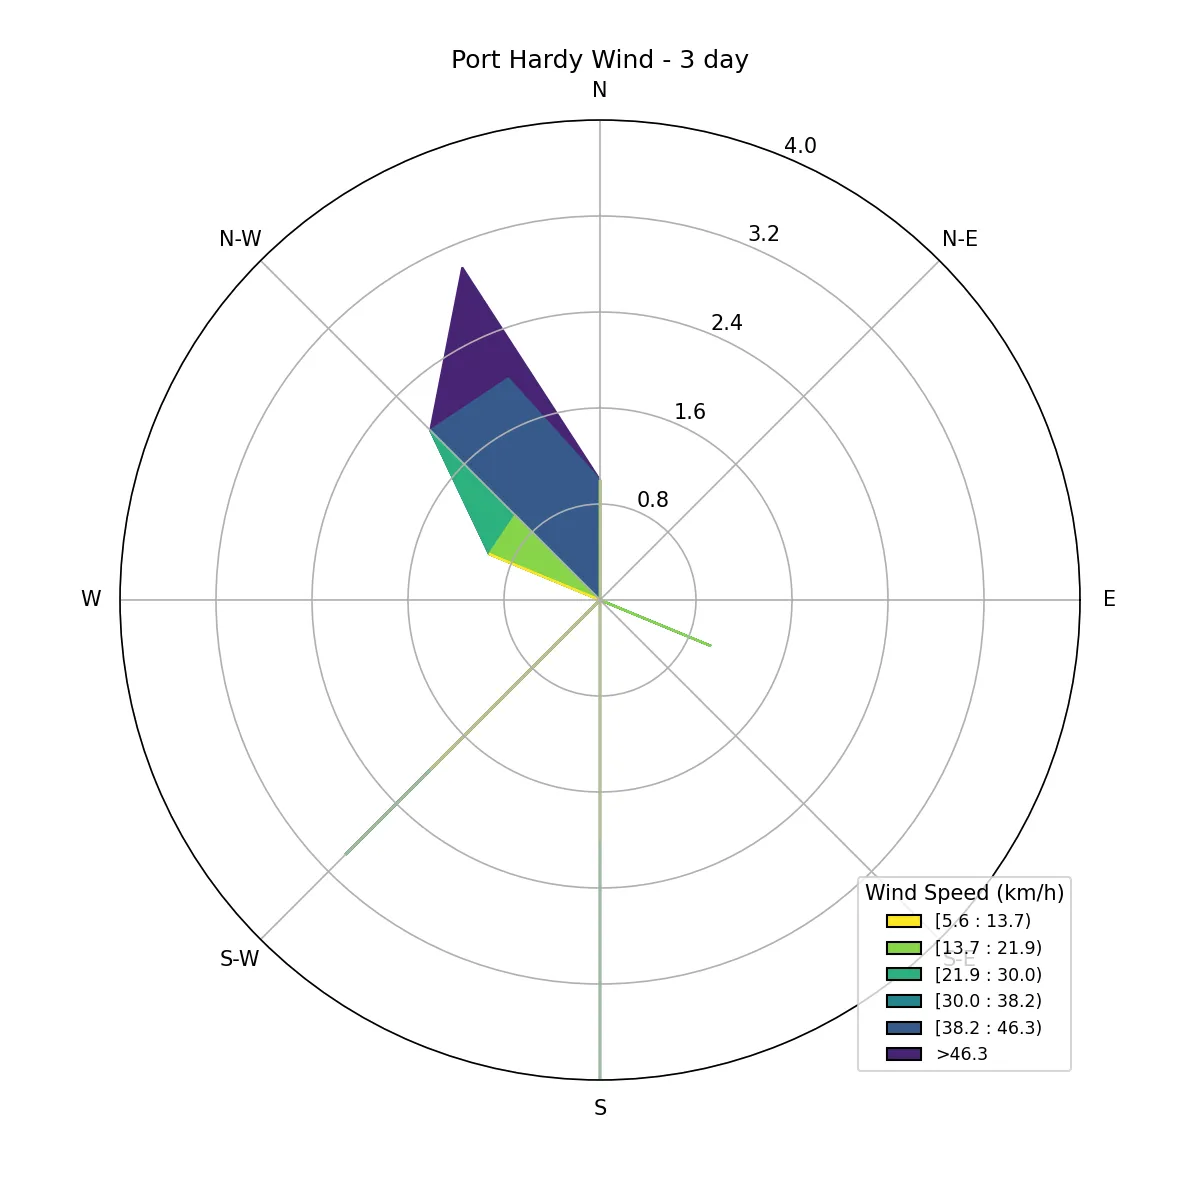 Port Hardy Wind - 3 day
N
4.0
N-W
3.2
N-E
2.4
1.6
0.8
W
E
S-W
S-E
S
Wind Speed (km/h)
[5.6 : 13.7)
[13.7 : 21.9)
[21.9 : 30.0)
[30.0 : 38.2)
[38.2 : 46.3)
>46.3